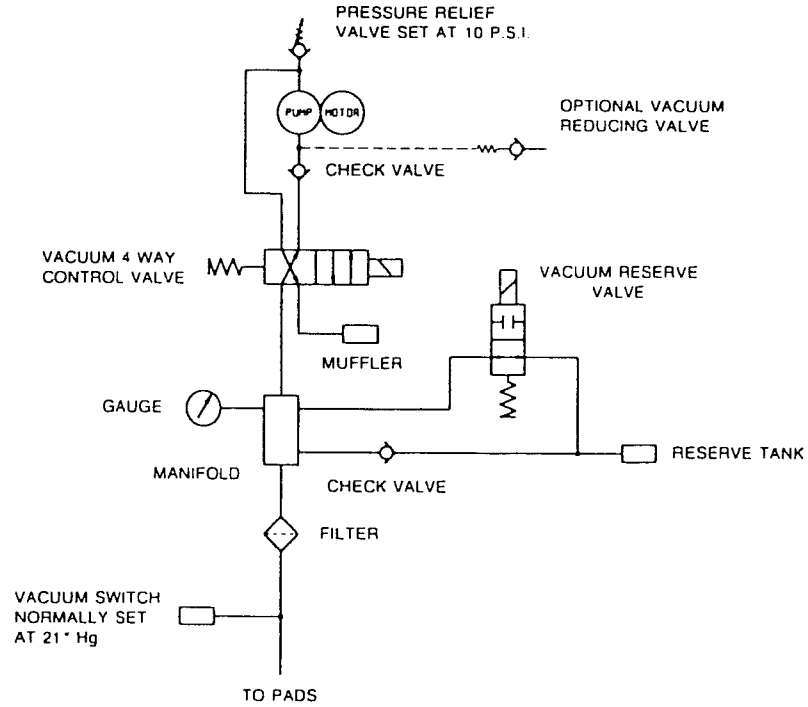 PRESSURE RELIEF
VALVE SET AT 10 P.S.I.
PUMP
MOTOR
OPTIONAL VACUUM
REDUCING VALVE
CHECK VALVE
VACUUM 4 WAY
CONTROL VALVE
VACUUM RESERVE
VALVE
MUFFLER
GAUGE
MANIFOLD
CHECK VALVE
RESERVE TANK
FILTER
VACUUM SWITCH
NORMALLY SET
AT 21" Hg
TO PADS